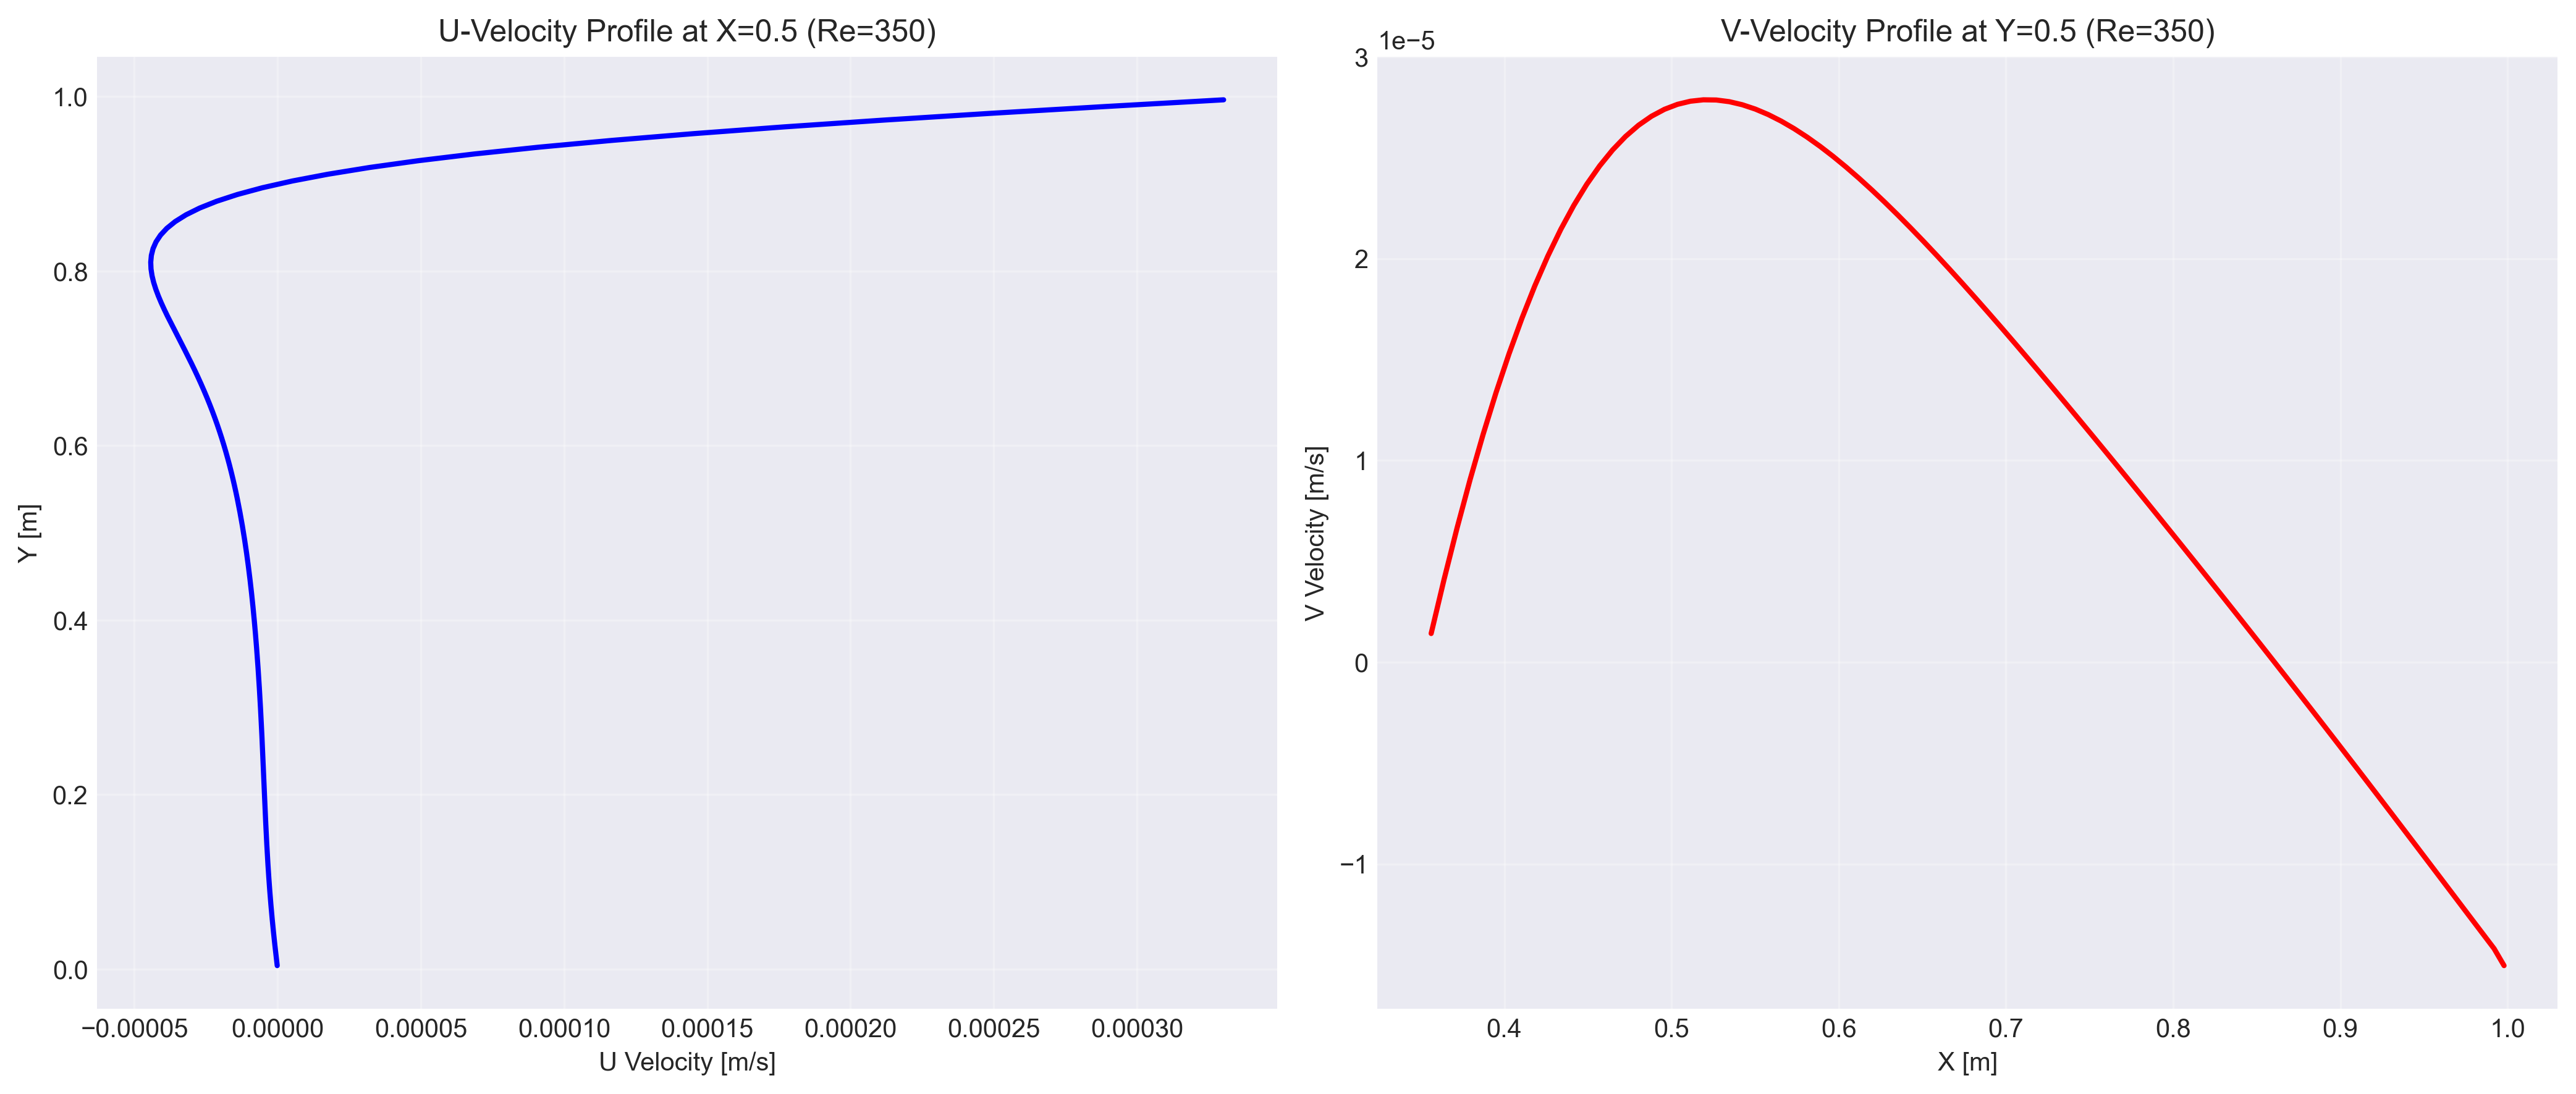 U-Velocity Profile at X=0.5 (Re=350)
1.0
0.8
0.6
0.4
0.2
0.0
Y [m]
−0.00005 0.00000 0.00005 0.00010 0.00015 0.00020 0.00025 0.00030
U Velocity [m/s]
V-Velocity Profile at Y=0.5 (Re=350)
1e−5
3
2
1
0
−1
V Velocity [m/s]
0.4 0.5 0.6 0.7 0.8 0.9 1.0
X [m]